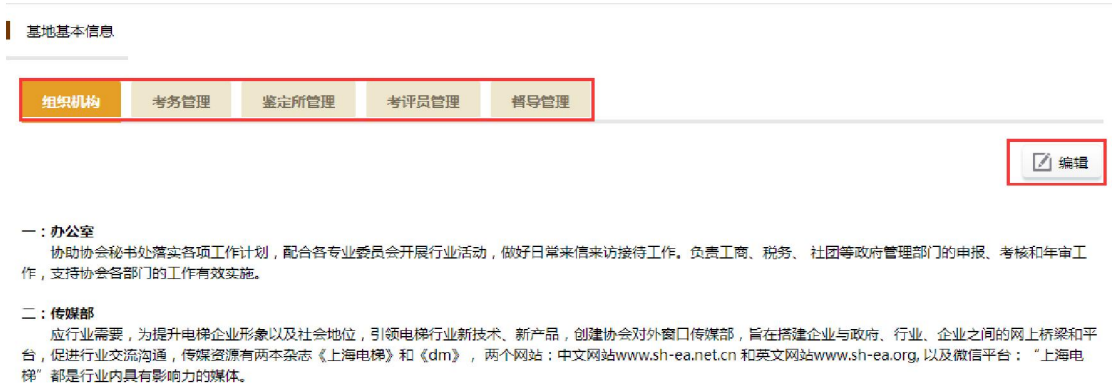 基地基本信息
组织机构 考务管理 鉴定所管理 考评员管理 督导管理
编辑
一：办公室
协助协会秘书处落实各项工作计划，配合各专业委员会开展行业活动，做好日常来信来访接待工作。负责工商、税务、 社团等政府管理部门的申报、考核和年审工
作，支持协会各部门的工作有效实施。
二：传媒部
应行业需要，为提升电梯企业形象以及社会地位，引领电梯行业新技术、新产品，创建协会对外窗口传媒部，旨在搭建企业与政府、行业、企业之间的网上桥梁和平
台，促进行业交流沟通，传媒资源有两本杂志《上海电梯》和《dm》， 两个网站：中文网站www.sh-ea.net.cn 和英文网站www.sh-ea.org, 以及微信平台：“上海电
梯”都是行业内具有影响力的媒体。